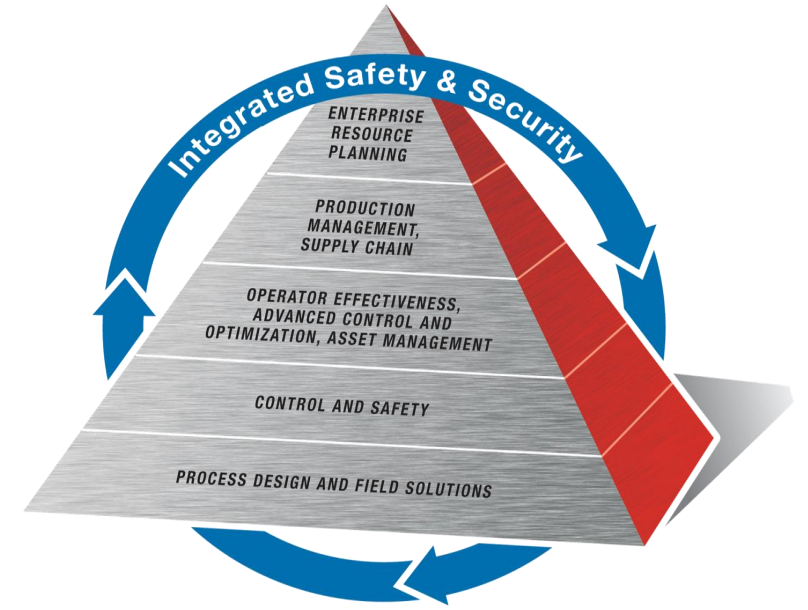 Integrated Safety & Security
ENTERPRISE
RESOURCE
PLANNING
PRODUCTION
MANAGEMENT,
SUPPLY CHAIN
OPERATOR EFFECTIVENESS,
ADVANCED CONTROL AND
OPTIMIZATION, ASSET MANAGEMENT
CONTROL AND SAFETY
PROCESS DESIGN AND FIELD SOLUTIONS